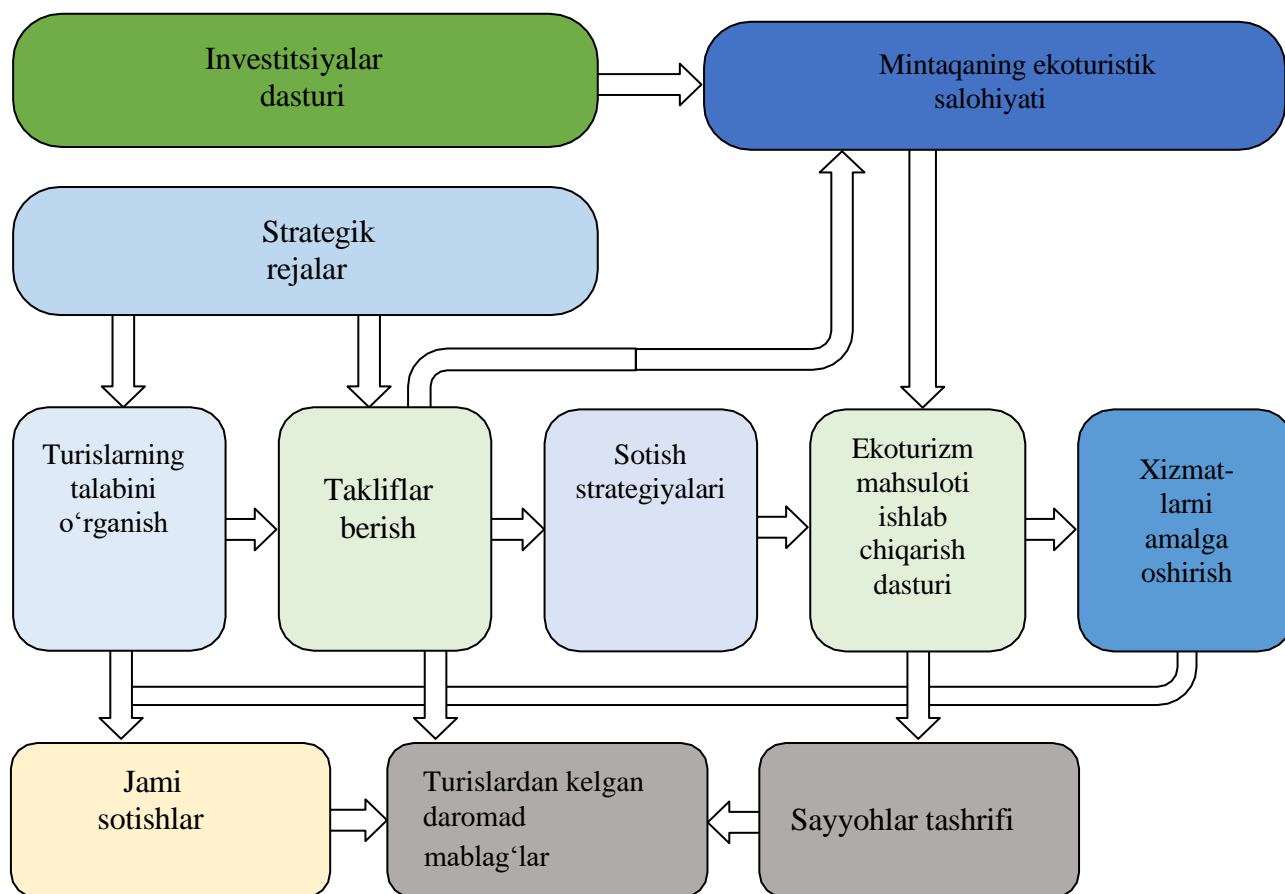 Investitsiyalar
dasturi
Mintaqaning ekoturistik
salohiyati
Strategik
rejalar
Turislarning
talabini
o‘rganish
Takliflar
berish
Sotish
strategiyalari
Ekoturizm
mahsuloti
ishlab
chiqarish
dasturi
Xizmat-
larni
amalga
oshirish
Jami
sotishlar
Turislardan kelgan
daromad
mablag‘lar
Sayyohlar tashrifi